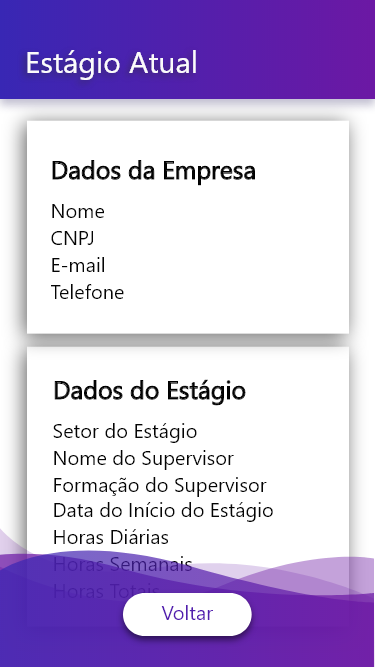 Estágio Atual
Dados da Empresa
Nome
CNPJ
E-mail
Telefone
Dados do Estágio
Setor do Estágio
Nome do Supervisor
Formação do Supervisor
Data do Início do Estágio
Horas Diárias
Horas Semanais
Horas Totais
Voltar